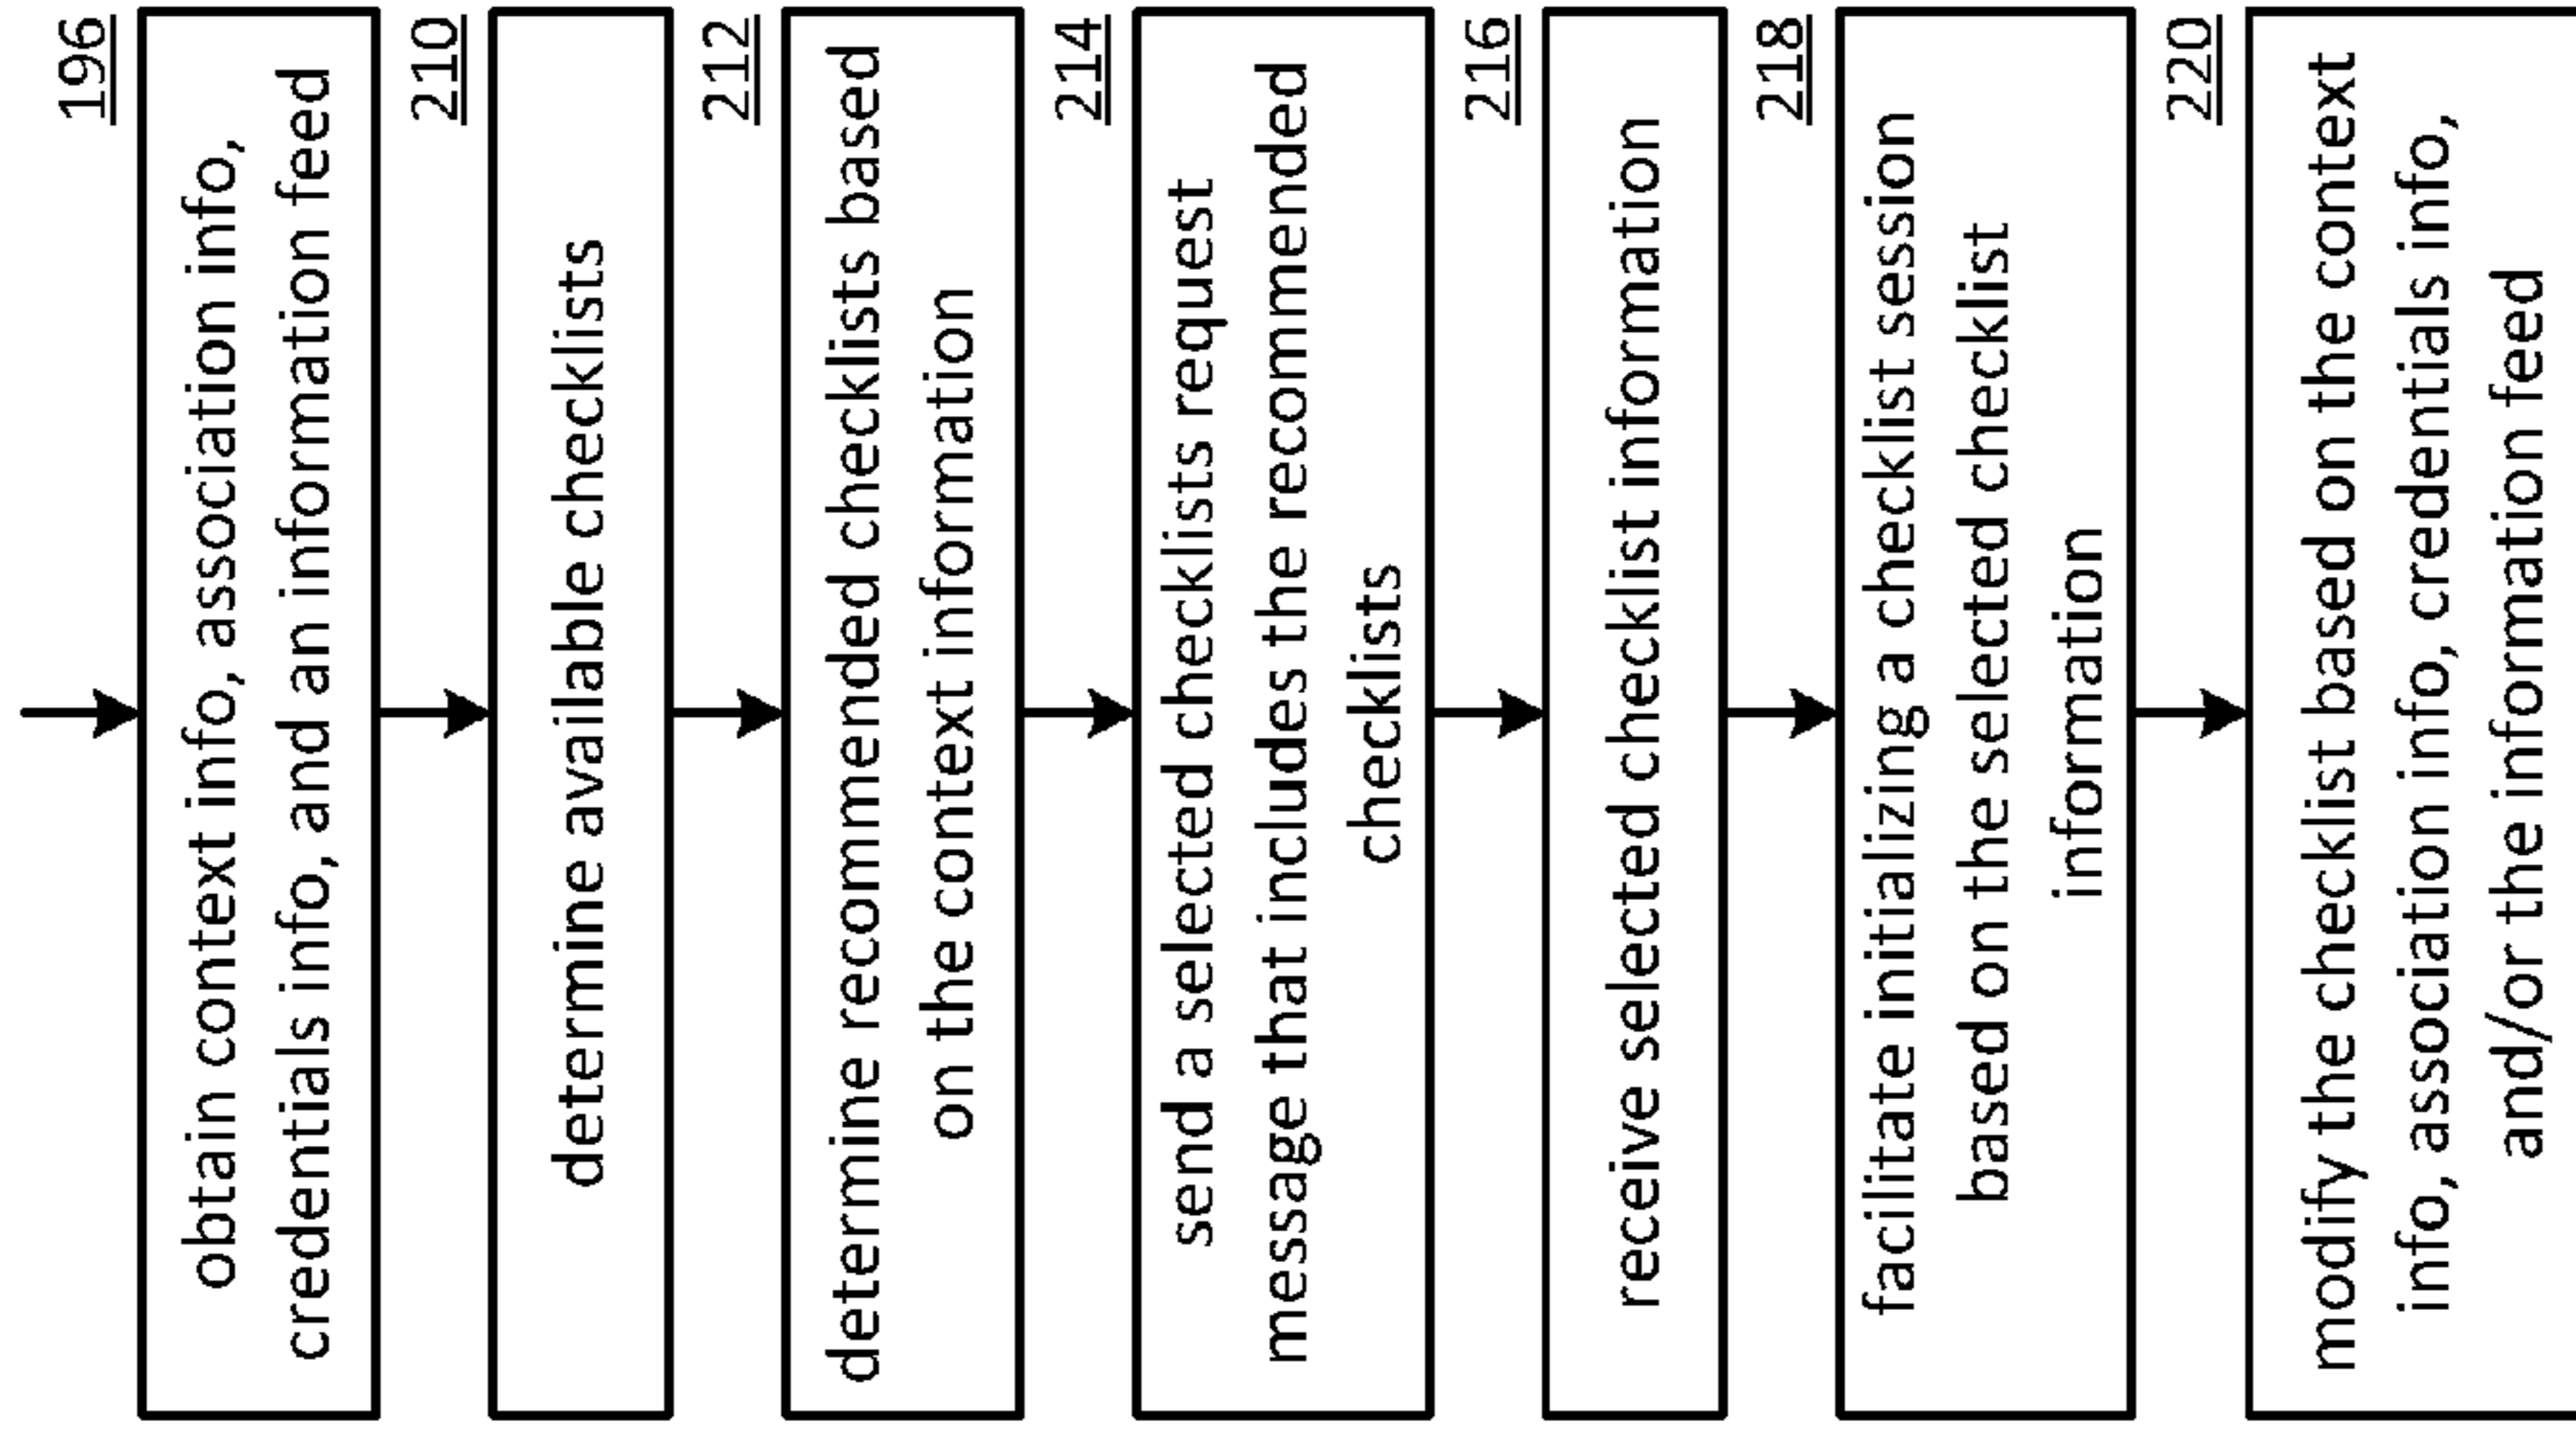 196
obtain context info, association info,
credentials info, and an information feed
210
determine available checklists
212
determine recommended checklists based
on the context information
214
send a selected checklists request
message that includes the recommended
checklists
216
receive selected checklist information
218
facilitate initializing a checklist session
based on the selected checklist
information
220
modify the checklist based on the context
info, association info, credentials info,
and/or the information feed